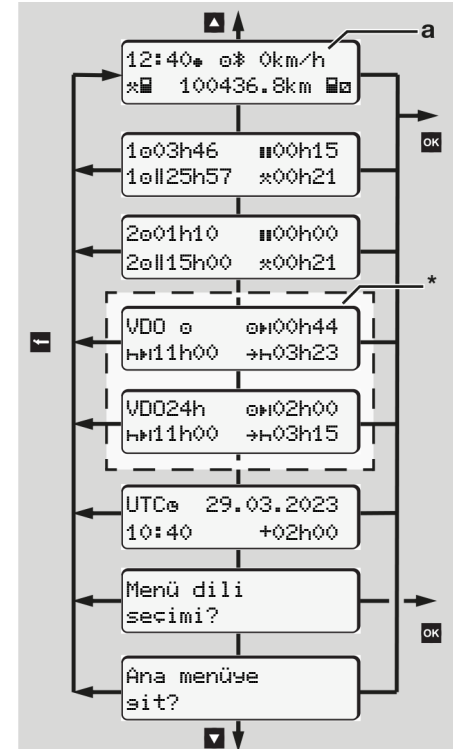 a
12:40 0km/h
100436.8km
OK
1 03h46 00h15
1 25h57 00h21
2 01h10 00h00
2 15h00 00h21
*
VDO 00h44
11h00 03h23
VDO24h 02h00
11h00 03h15
UTC 29.03.2023
10:40 +02h00
Menü dili
seçimi?
OK
Ana menüye
git?